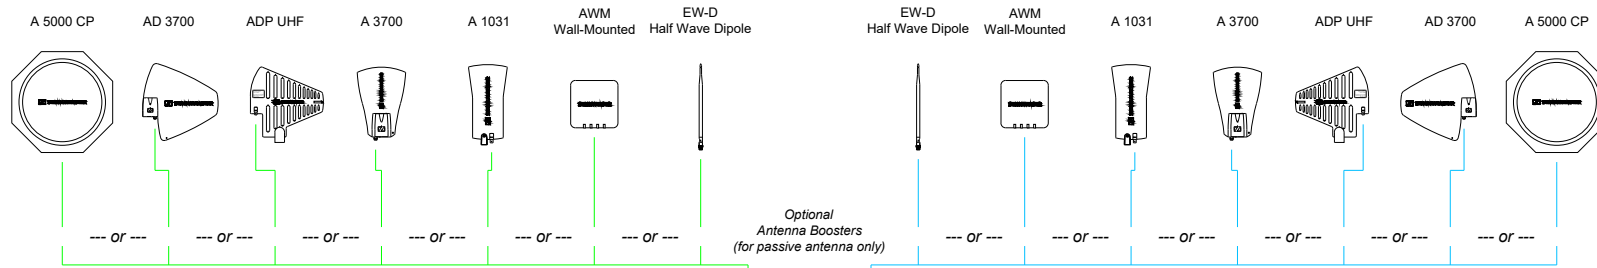 A 5000 CP
AD 3700
ADP UHF
A 3700
A 1031
AWM
Wall-Mounted
EW-D
Half Wave Dipole
EW-D
Half Wave Dipole
AWM
Wall-Mounted
A 1031
A 3700
ADP UHF
AD 3700
A 5000 CP
--- or ---
--- or ---
--- or ---
--- or ---
--- or ---
--- or ---
Optional
Antenna Boosters
(for passive antenna only)
--- or ---
--- or ---
--- or ---
--- or ---
--- or ---
--- or ---